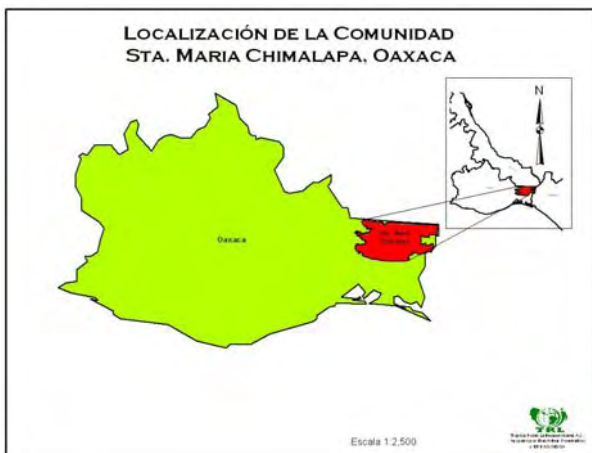 LOCALIZACIÓN DE LA COMUNIDAD
STA. MARIA CHIMALAPA, OAXACA
N
Oaxaca
Escala 1:2,500
TRL